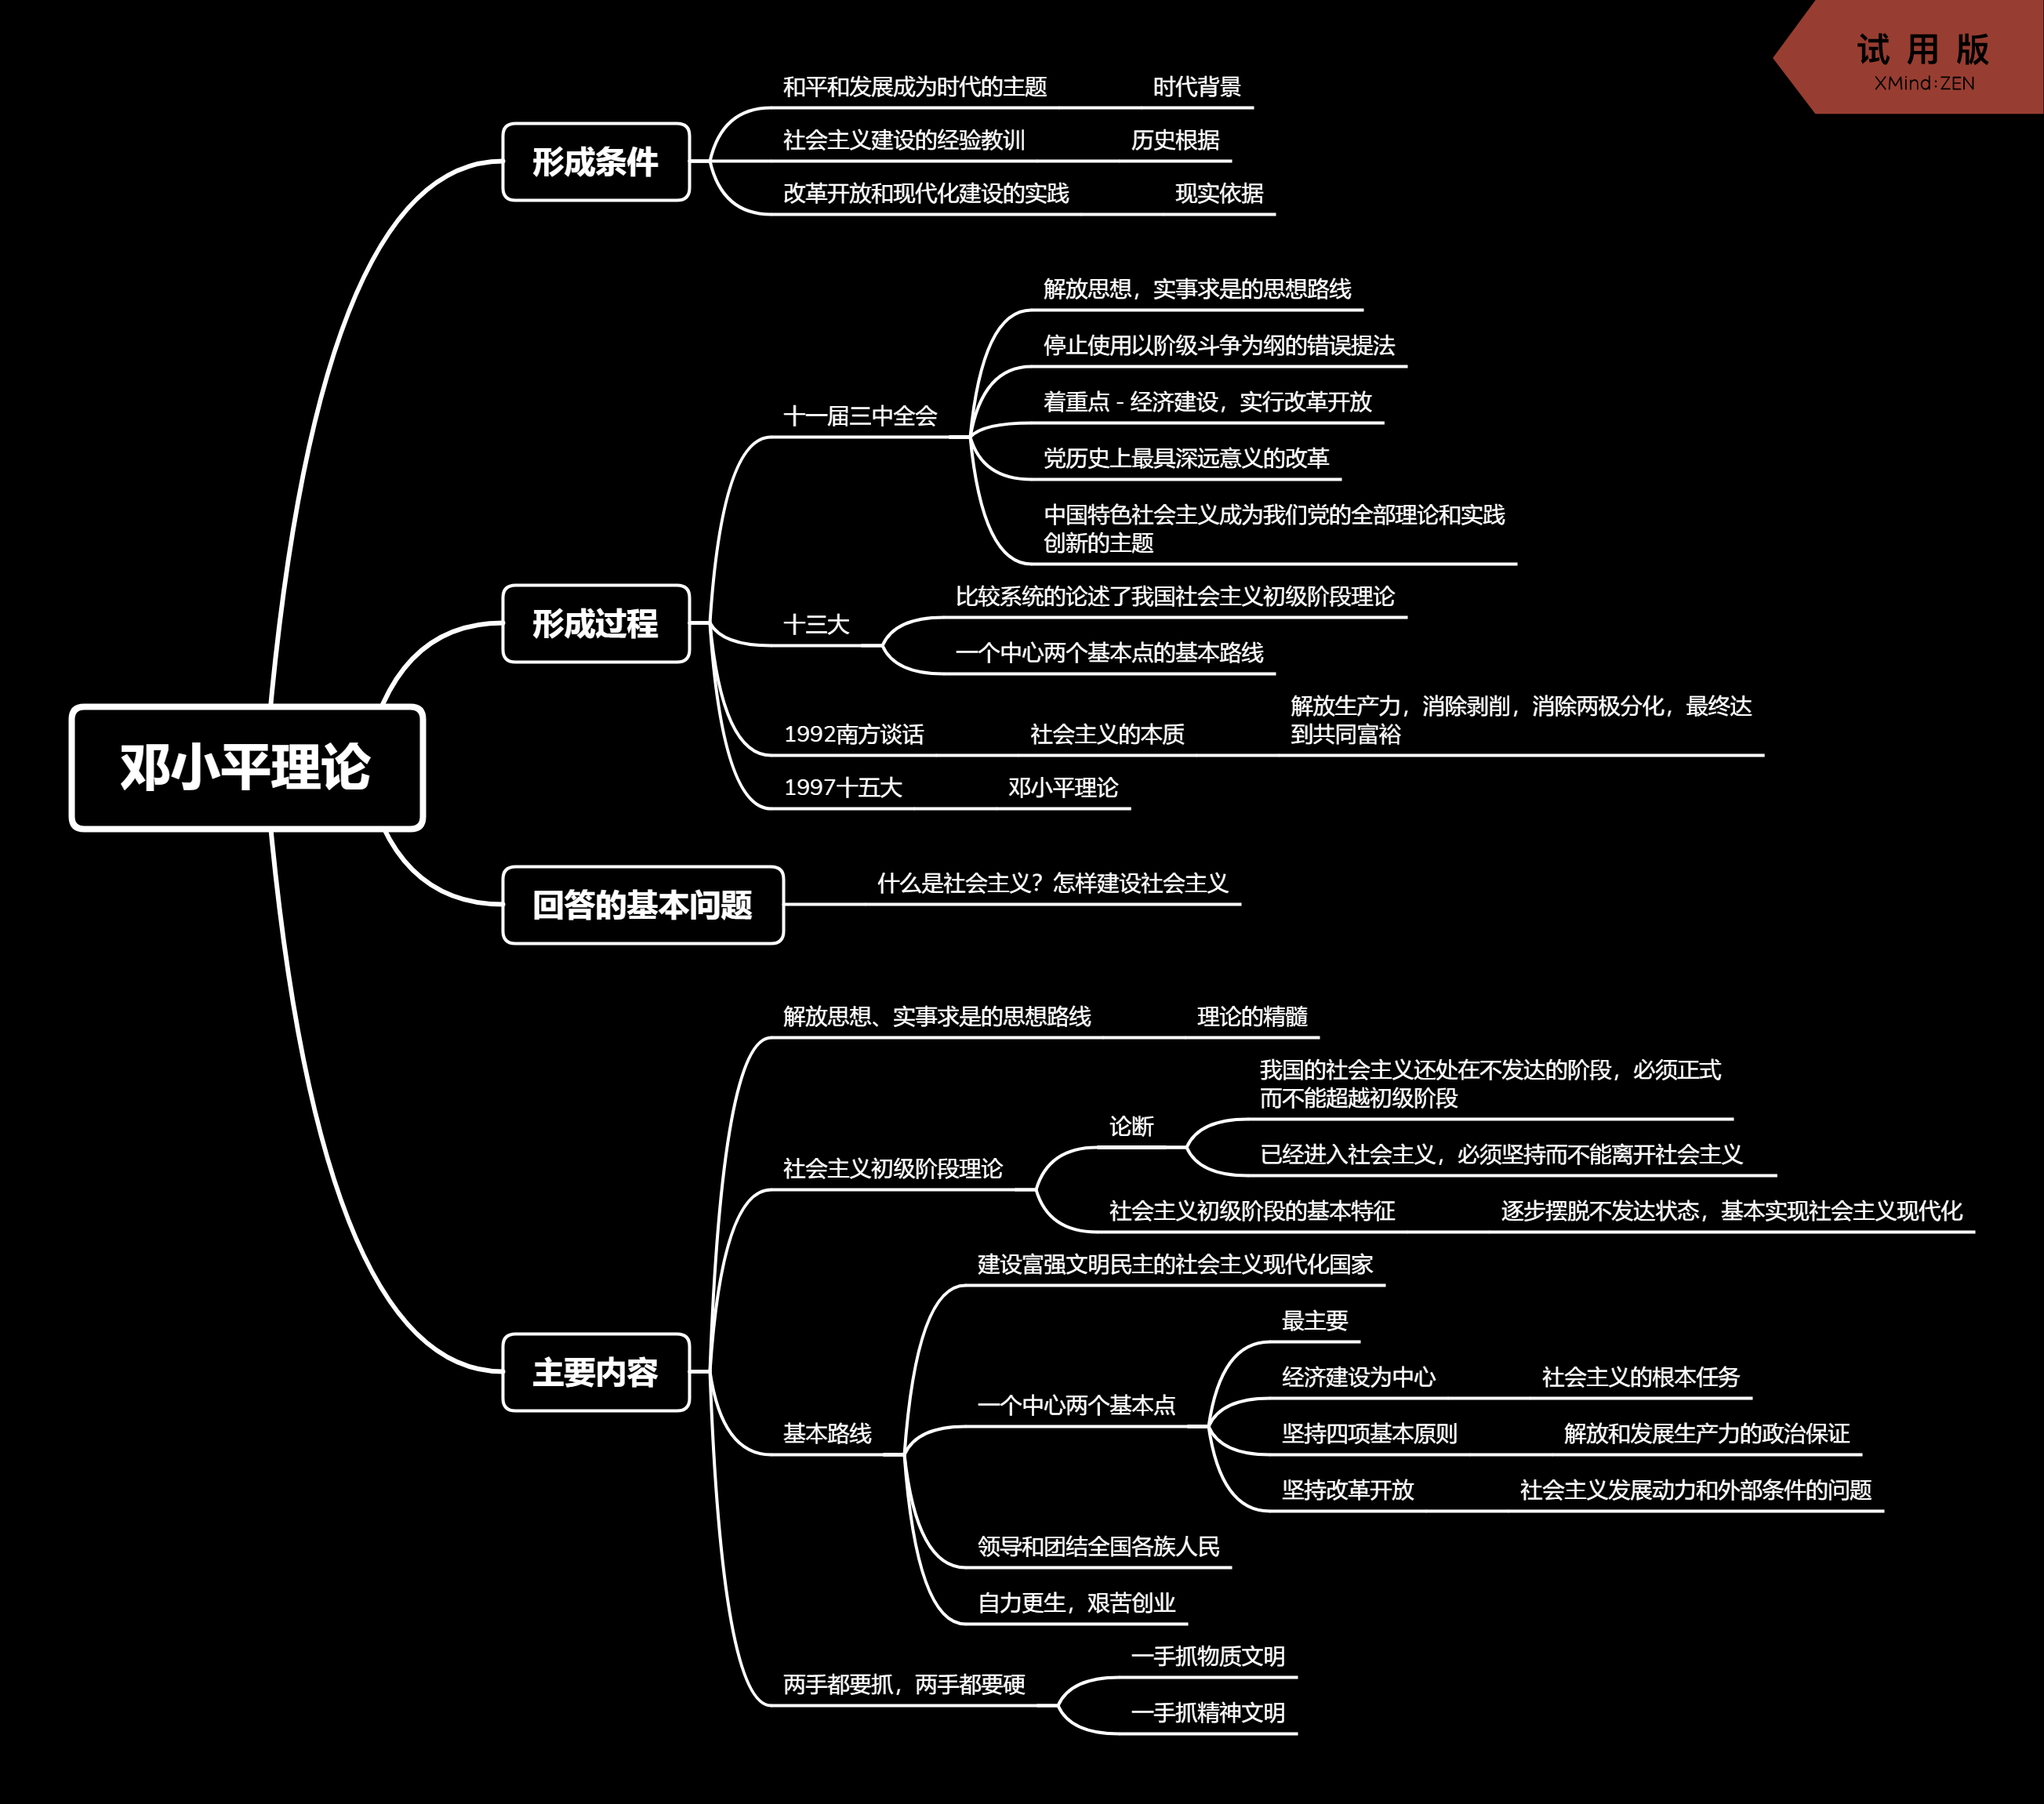 试 用 版
XMind:ZEN
和平和发展成为时代的主题
时代背景
社会主义建设的经验教训
历史根据
形成条件
改革开放和现代化建设的实践
现实依据
解放思想，实事求是的思想路线
停止使用以阶级斗争为纲的错误提法
十一届三中全会
着重点 - 经济建设，实行改革开放
党历史上最具深远意义的改革
中国特色社会主义成为我们党的全部理论和实践
创新的主题
形成过程
十三大
比较系统的论述了我国社会主义初级阶段理论
一个中心两个基本点的基本路线
1992南方谈话
社会主义的本质
解放生产力，消除剥削，消除两极分化，最终达
到共同富裕
1997十五大
邓小平理论
邓小平理论
回答的基本问题
什么是社会主义？怎样建设社会主义
解放思想、实事求是的思想路线
理论的精髓
社会主义初级阶段理论
论断
我国的社会主义还处在不发达的阶段，必须正式
而不能超越初级阶段
已经进入社会主义，必须坚持而不能离开社会主义
社会主义初级阶段的基本特征
逐步摆脱不发达状态，基本实现社会主义现代化
主要内容
基本路线
建设富强文明民主的社会主义现代化国家
一个中心两个基本点
最主要
经济建设为中心
社会主义的根本任务
坚持四项基本原则
解放和发展生产力的政治保证
坚持改革开放
社会主义发展动力和外部条件的问题
领导和团结全国各族人民
自力更生，艰苦创业
两手都要抓，两手都要硬
一手抓物质文明
一手抓精神文明